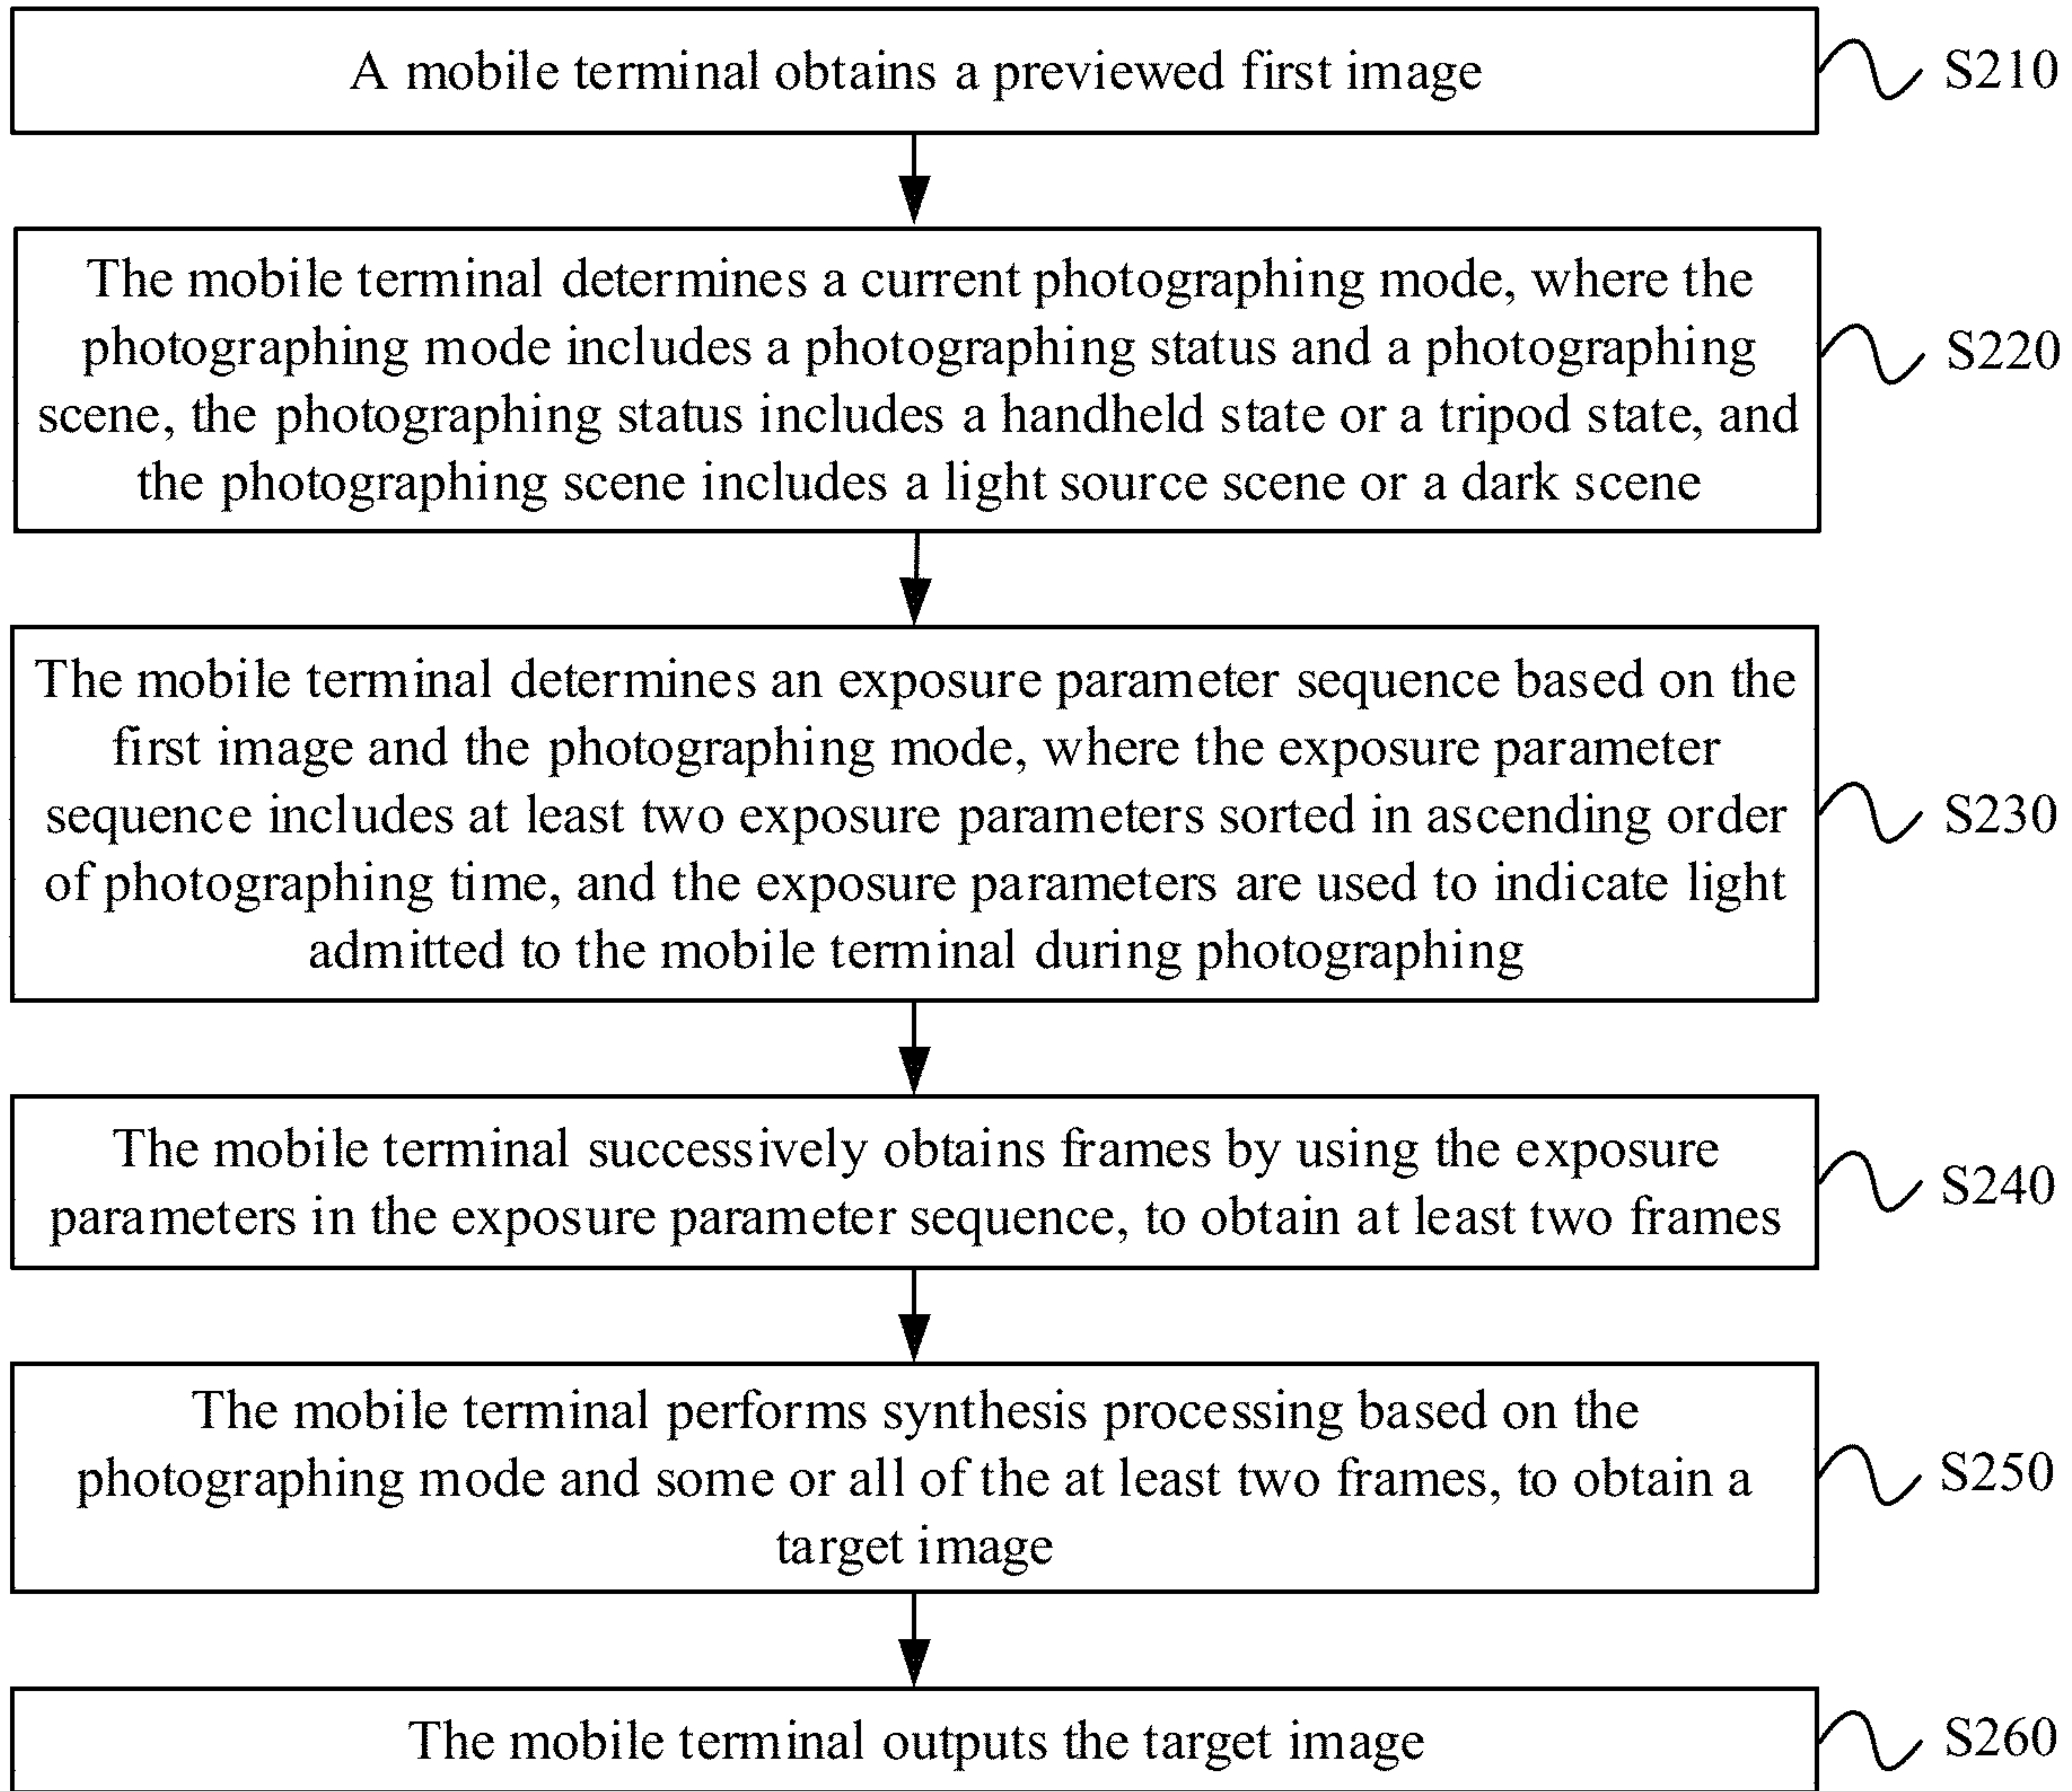 A mobile terminal obtains a previewed first image
S210
The mobile terminal determines a current photographing mode, where the
photographing mode includes a photographing status and a photographing
scene, the photographing status includes a handheld state or a tripod state, and
the photographing scene includes a light source scene or a dark scene
S220
The mobile terminal determines an exposure parameter sequence based on the
first image and the photographing mode, where the exposure parameter
sequence includes at least two exposure parameters sorted in ascending order
of photographing time, and the exposure parameters are used to indicate light
admitted to the mobile terminal during photographing
S230
The mobile terminal successively obtains frames by using the exposure
parameters in the exposure parameter sequence, to obtain at least two frames
S240
The mobile terminal performs synthesis processing based on the
photographing mode and some or all of the at least two frames, to obtain a
target image
S250
The mobile terminal outputs the target image
S260